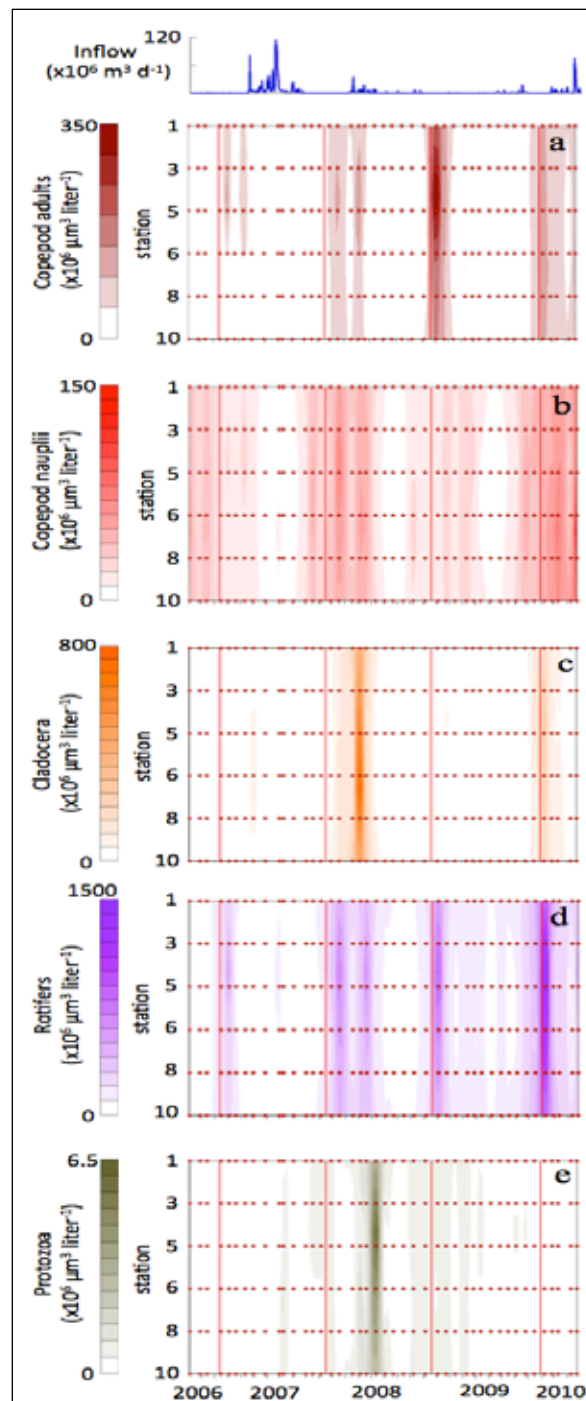 Inflow
(x10⁶ m³ d⁻¹)
120
Copepod adults
(x10⁶ µm³ liter⁻¹)
350
0
station
1
3
5
6
8
10
a
Copepod nauplii
(x10⁶ µm³ liter⁻¹)
150
0
station
1
3
5
6
8
10
b
Cladocera
(x10⁶ µm³ liter⁻¹)
800
0
station
1
3
5
6
8
10
c
Rotifers
(x10⁶ µm³ liter⁻¹)
1500
0
station
1
3
5
6
8
10
d
Protozoa
(x10⁶ µm³ liter⁻¹)
6.5
0
station
1
3
5
6
8
10
e
2006 2007 2008 2009 2010